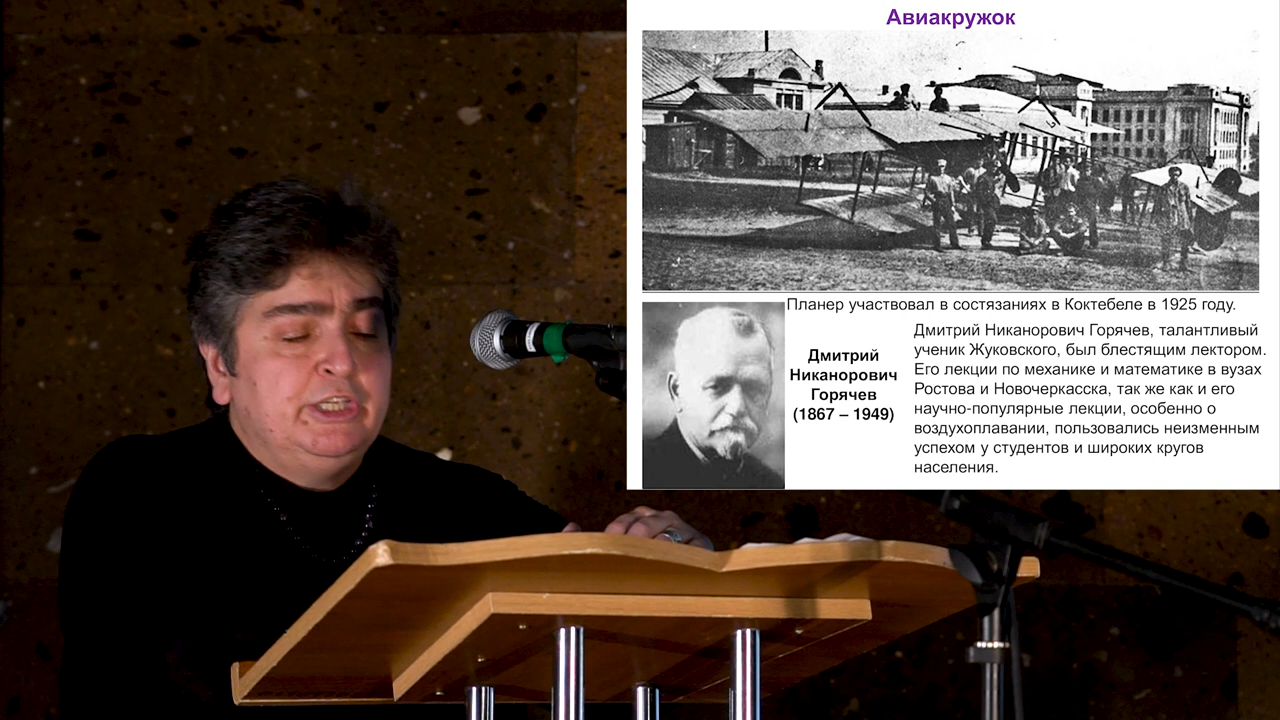 Авиакружок
Планер участвовал в состязаниях в Коктебеле в 1925 году.
Дмитрий
Никанорович
Горячев
(1867 – 1949)
Дмитрий Никанорович Горячев, талантливый
ученик Жуковского, был блестящим лектором.
Его лекции по механике и математике в вузах
Ростова и Новочеркасска, так же как и его
научно-популярные лекции, особенно о
воздухоплавании, пользовались неизменным
успехом у студентов и широких кругов
населения.